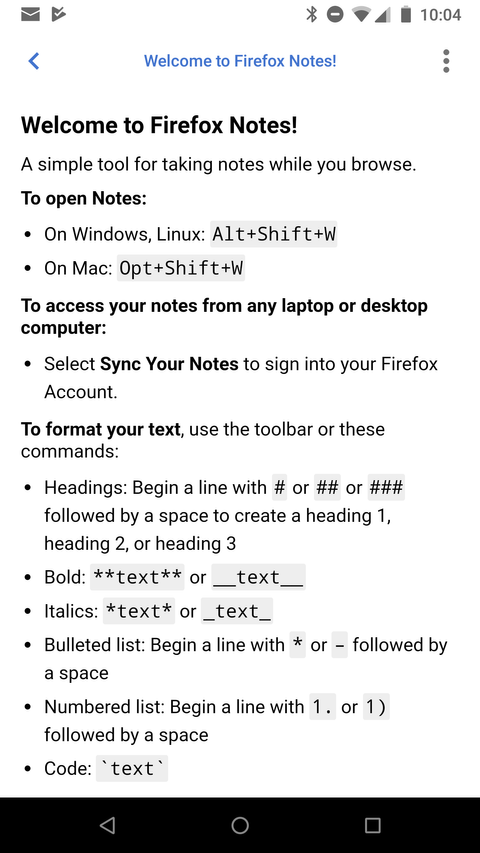 10:04
Welcome to Firefox Notes!
Welcome to Firefox Notes!
A simple tool for taking notes while you browse.
To open Notes:
• On Windows, Linux: Alt+Shift+W
• On Mac: Opt+Shift+W
To access your notes from any laptop or desktop
computer:
• Select Sync Your Notes to sign into your Firefox
Account.
To format your text, use the toolbar or these
commands:
• Headings: Begin a line with # or ## or ###
followed by a space to create a heading 1,
heading 2, or heading 3
• Bold: **text** or __text__
• Italics: *text* or _text_
• Bulleted list: Begin a line with * or - followed by
a space
• Numbered list: Begin a line with 1. or 1)
followed by a space
• Code: `text`